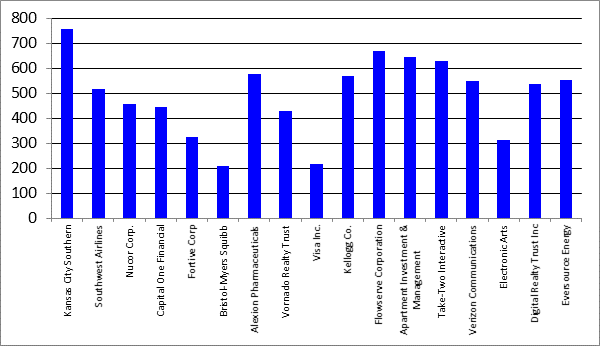 800
700
600
500
400
300
200
100
0
Kansas City Southern
Southwest Airlines
Nucor Corp.
Capital One Financial
Fortive Corp
Bristol-Myers Squibb
Alexion Pharmaceuticals
Vornado Realty Trust
Visa Inc.
Kellogg Co.
Flowserve Corporation
Apartment Investment &
Management
Take-Two Interactive
Verizon Communications
Electronic Arts
Digital Realty Trust Inc
Eversource Energy